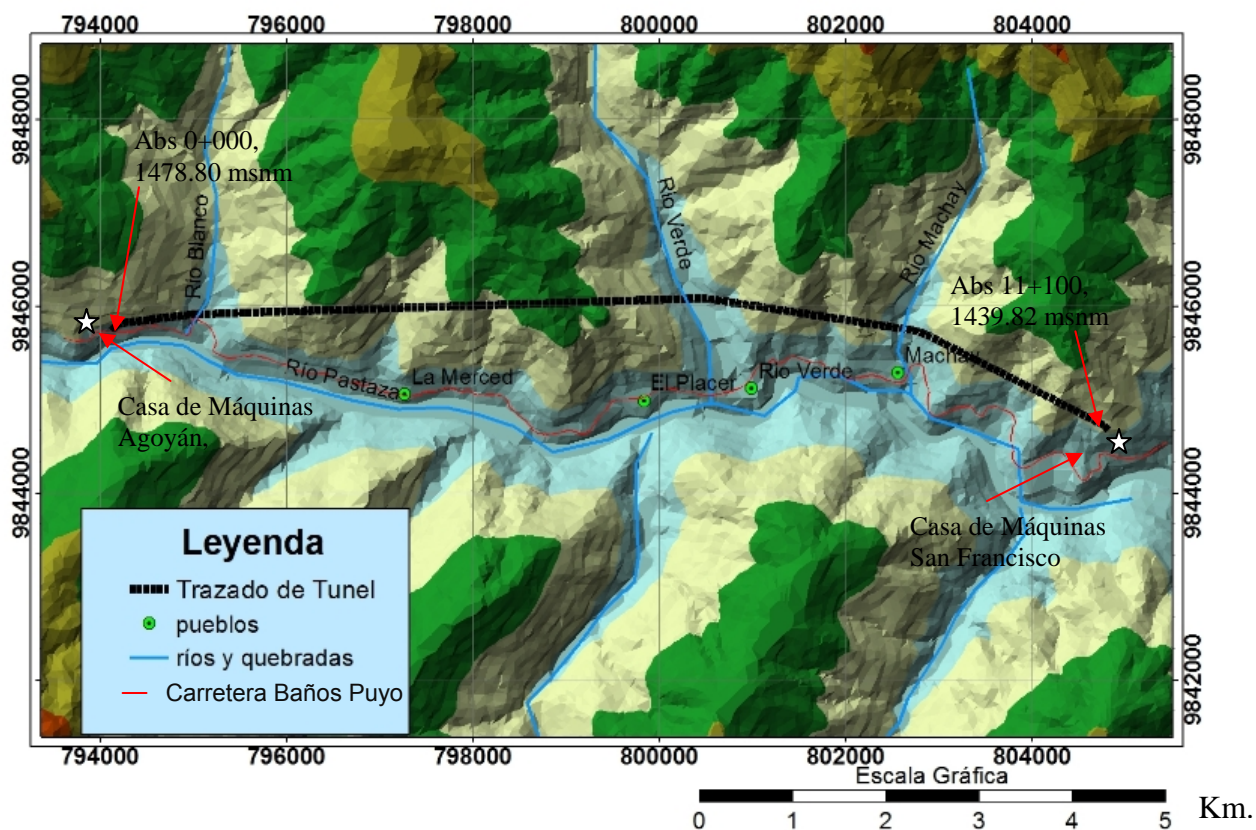 794000 796000 798000 800000 802000 804000
9848000
9846000
9844000
9842000
9848000
9846000
9844000
9842000
Abs 0+000,
1478.80 msnm
Río Blanco
Río Verde
Río Machay
Abs 11+100,
1439.82 msnm
Casa de Máquinas
Agoyán,
Río Pastaza
La Merced
El Placer
Río Verde
Machay
Casa de Máquinas
San Francisco
Leyenda
Trazado de Tunel
pueblos
ríos y quebradas
Carretera Baños Puyo
794000 796000 798000 800000 802000 804000
Escala Gráfica
0 1 2 3 4 5 Km.